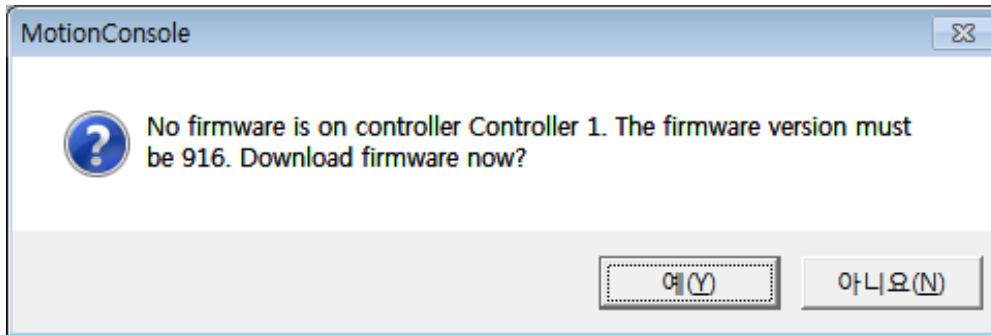 MotionConsole
No firmware is on controller Controller 1. The firmware version must
be 916. Download firmware now?
예(Y)
아니요(N)